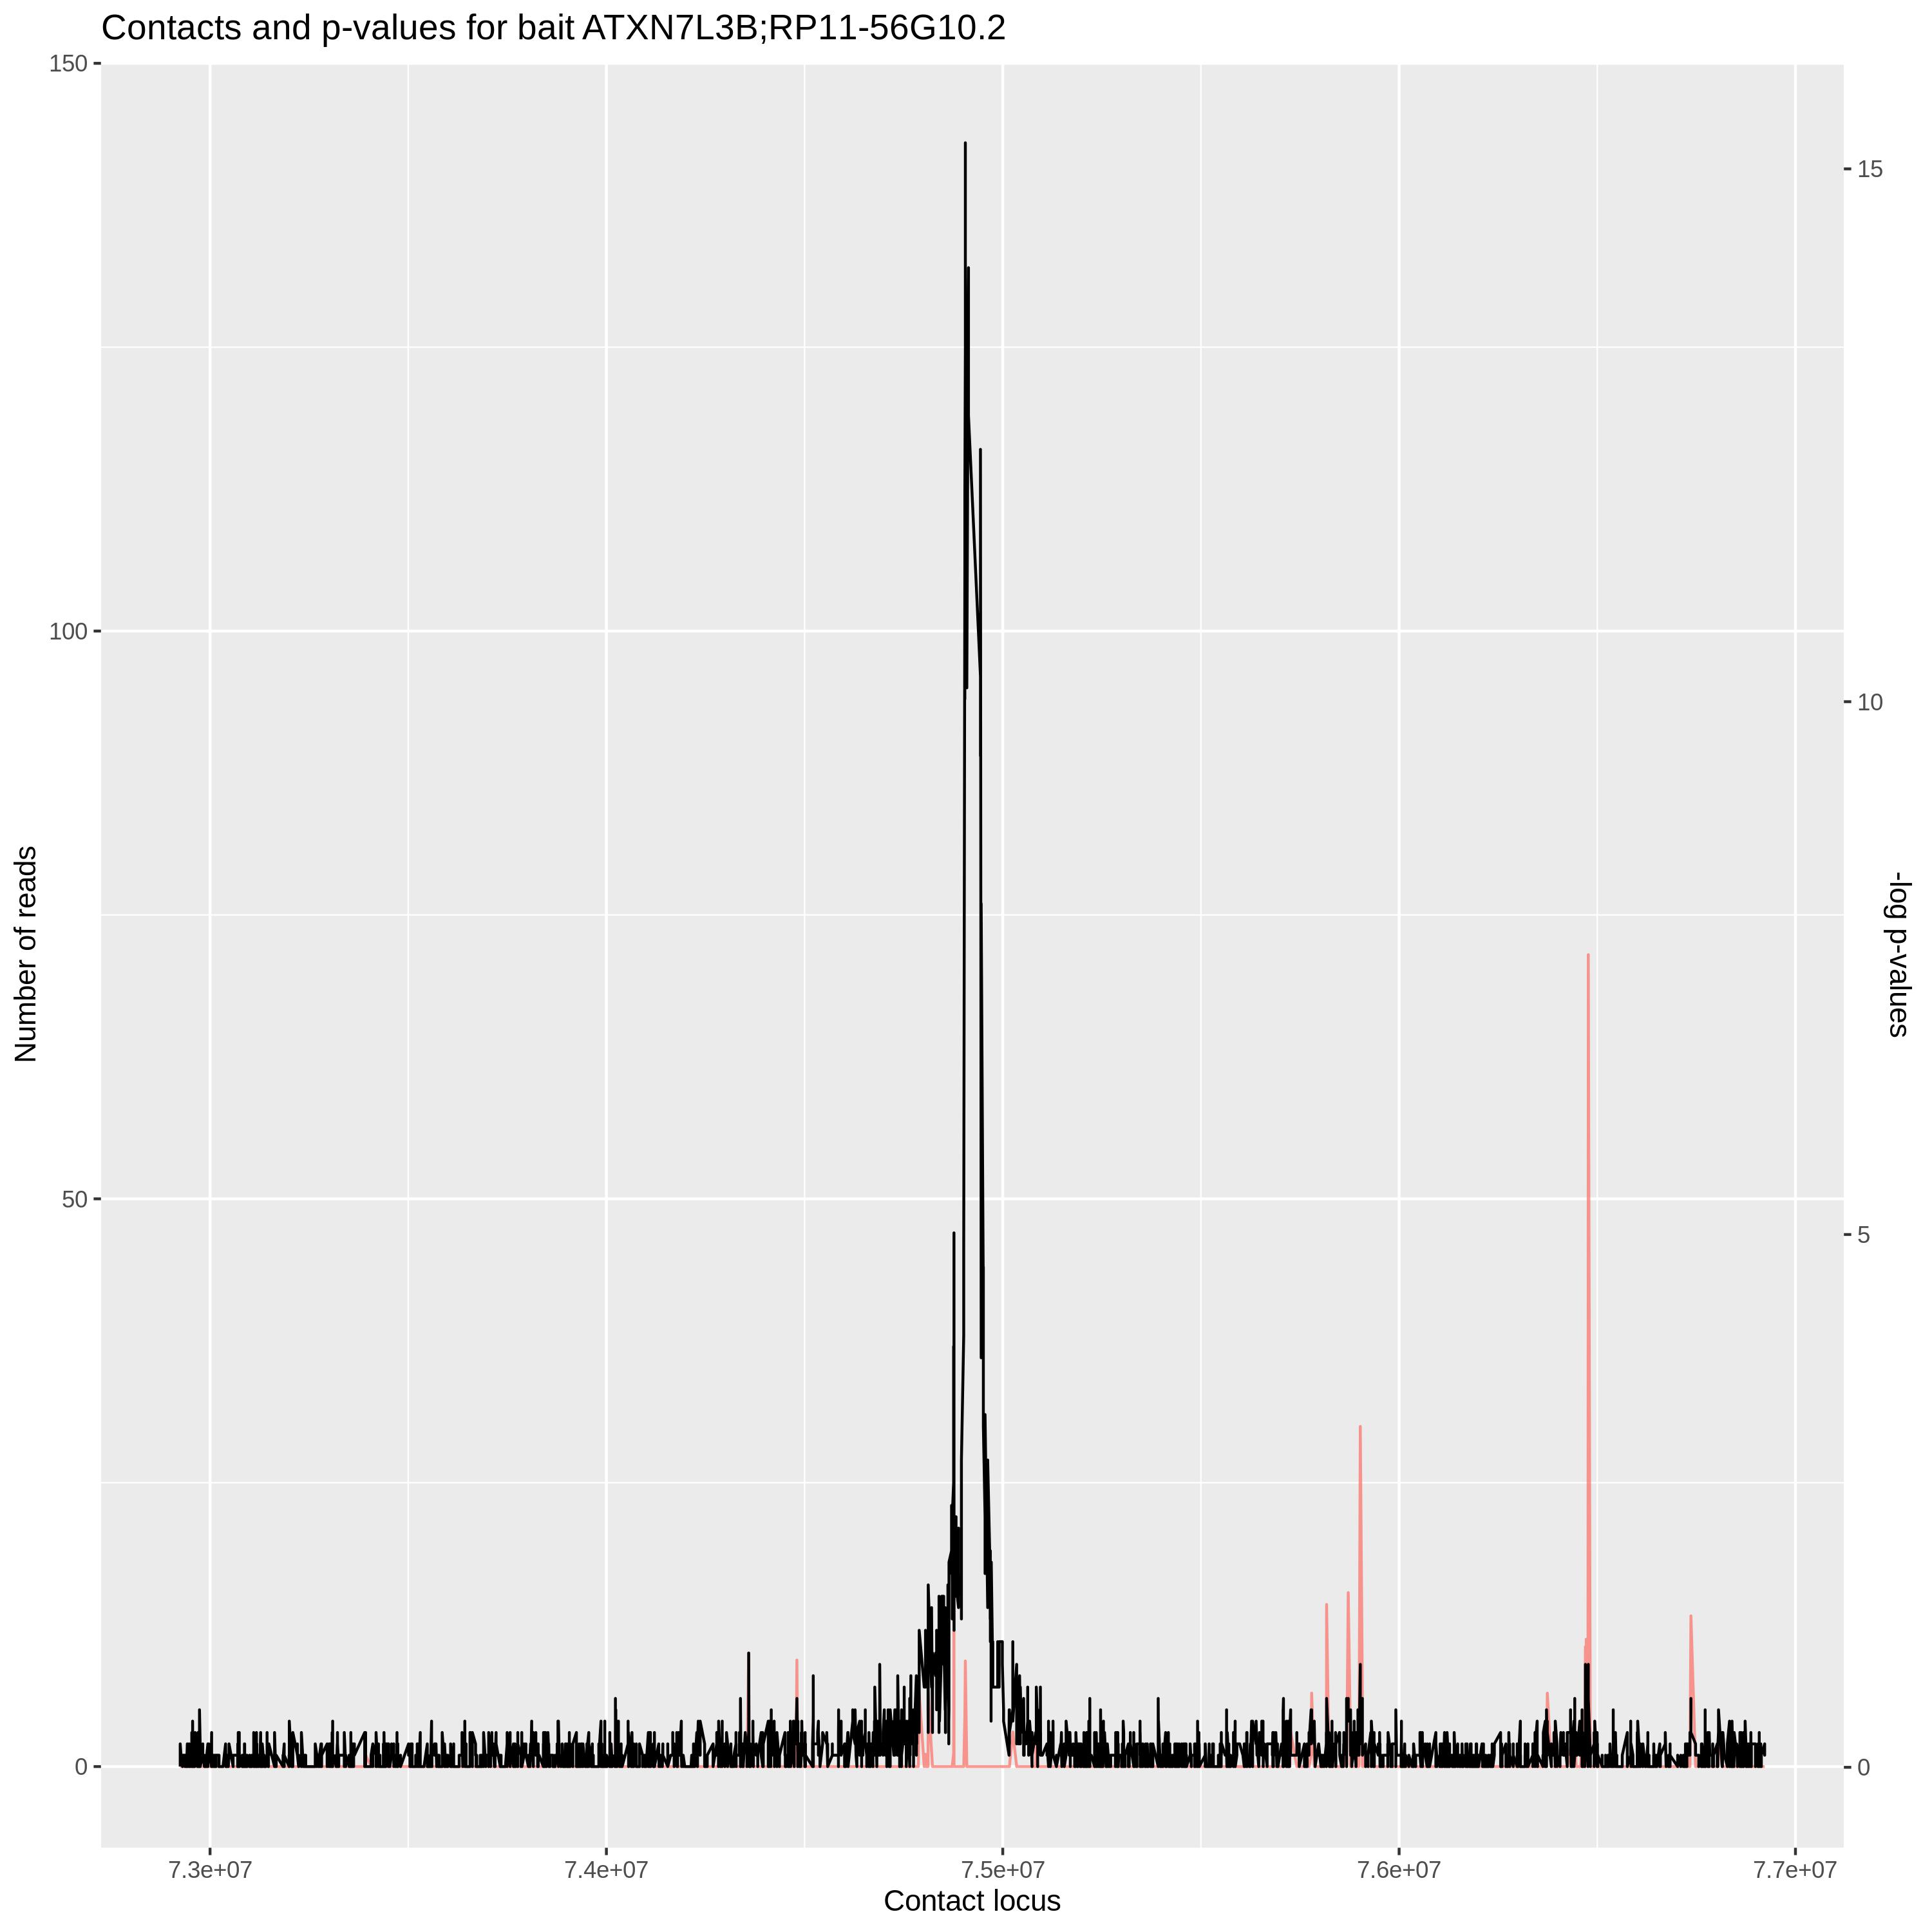 Contacts and p-values for bait ATXN7L3B;RP11-56G10.2
150
100
50
0
Number of reads
15
10
5
0
-log p-values
7.3e+07
7.4e+07
7.5e+07
7.6e+07
7.7e+07
Contact locus